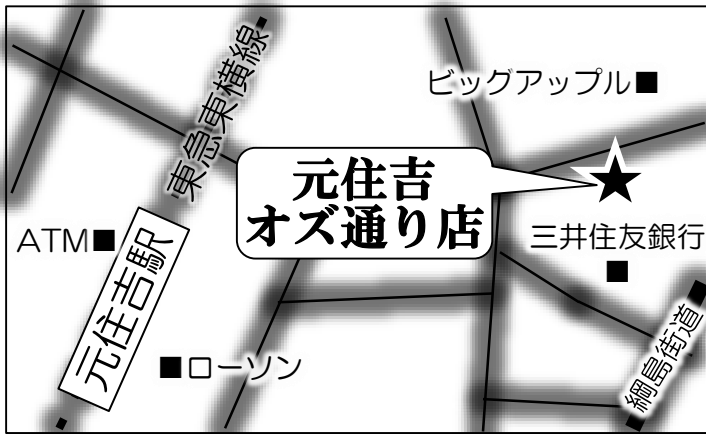 東急東横線
ビッグアップル■
元住吉
オズ通り店
ATM■
三井住友銀行
■
元住吉駅
■ローソン
綱島街道